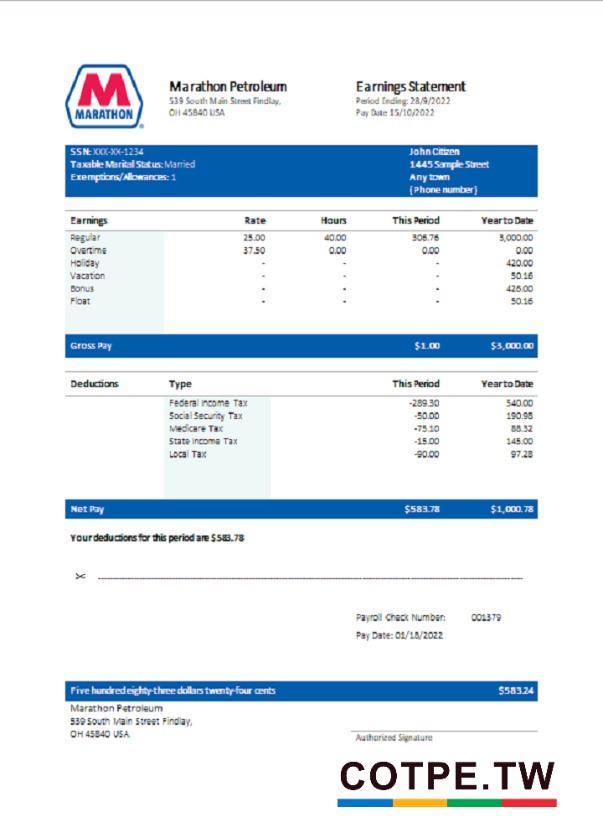 M
MARATHON
Marathon Petroleum
539 South Main Street Findlay,
OH 45840 USA
Earnings Statement
Period Ending: 28/9/2022
Pay Date 15/10/2022
SSN: XXX-XX-1234
Taxable Marital Status: Married
Exemptions/Allowances: 1
John Citizen
1445 Sample Street
Any town
(Phone number)
Earnings Rate Hours This Period Year to Date
Regular 25.00 40.00 306.76 3,000.00
Overtime 37.50 0.00 0.00 0.00
Holiday - - - 420.00
Vacation - - - 50.16
Bonus - - - 426.00
Float - - - 50.16
Gross Pay $1.00 $3,000.00
Deductions Type This Period Year to Date
Federal Income Tax -289.30 540.00
Social Security Tax -50.00 190.98
Medicare Tax -75.10 88.32
State Income Tax -15.00 145.00
Local Tax -90.00 97.28
Net Pay $583.78 $1,000.78
Your deductions for this period are $583.78
Payroll Check Number: 001379
Pay Date: 01/18/2022
Five hundred eighty-three dollars twenty-four cents $583.24
Marathon Petroleum
539 South Main Street Findlay,
OH 45840 USA
Authorized Signature
COTPE.TW